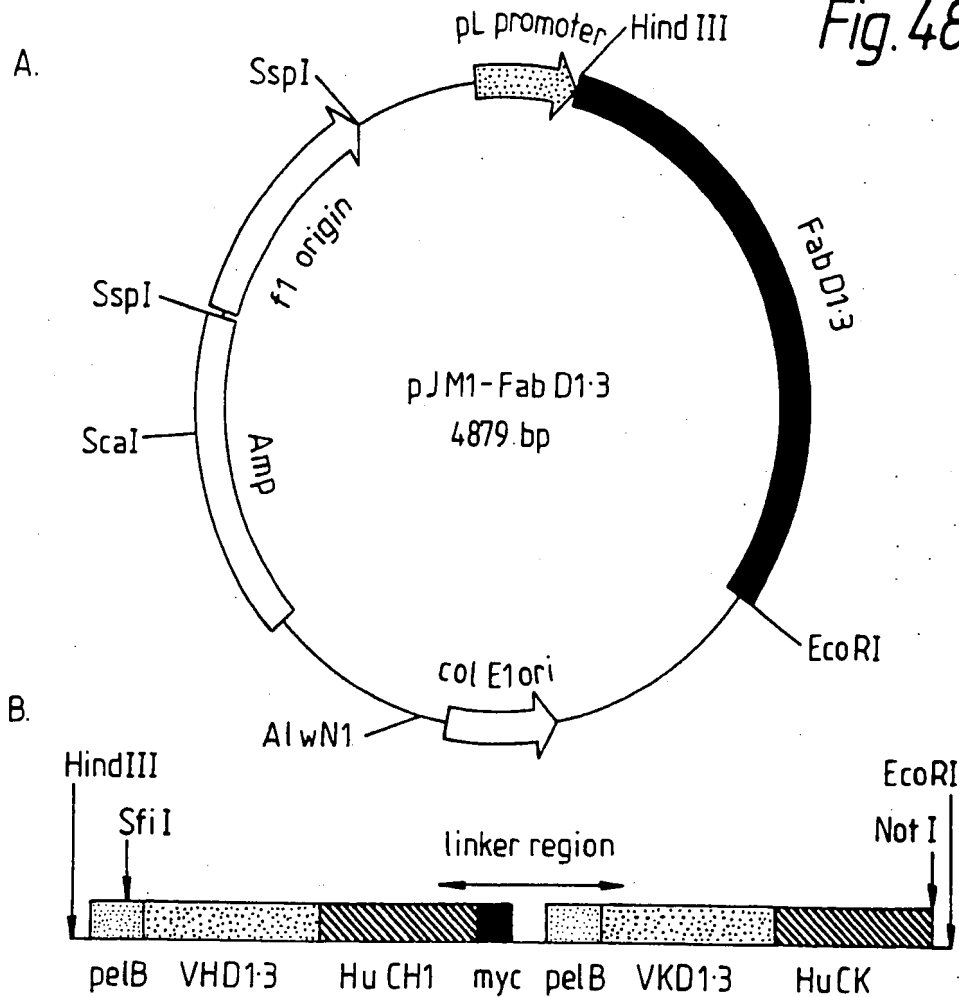 Fig. 48
A.
pL promoter
Hind III
SspI
f1 origin
Fab D1·3
SspI
pJM1-Fab D1·3
4879 bp
ScaI
Amp
EcoRI
col E1 ori
AlwN1
B.
HindIII
EcoRI
SfiI
Not I
linker region
pelB VHD1·3 Hu CH1 myc pelB VKD1·3 HuCK